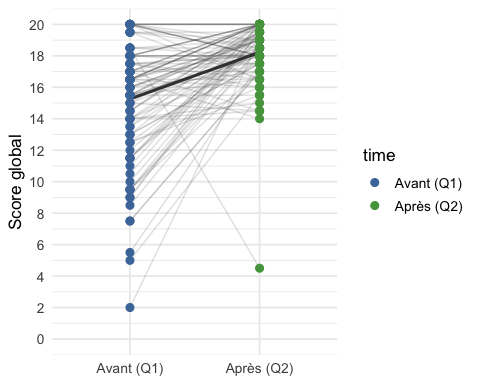 Score global
20
18
16
14
12
10
8
6
4
2
0
Avant (Q1)
Après (Q2)
time
Avant (Q1)
Après (Q2)